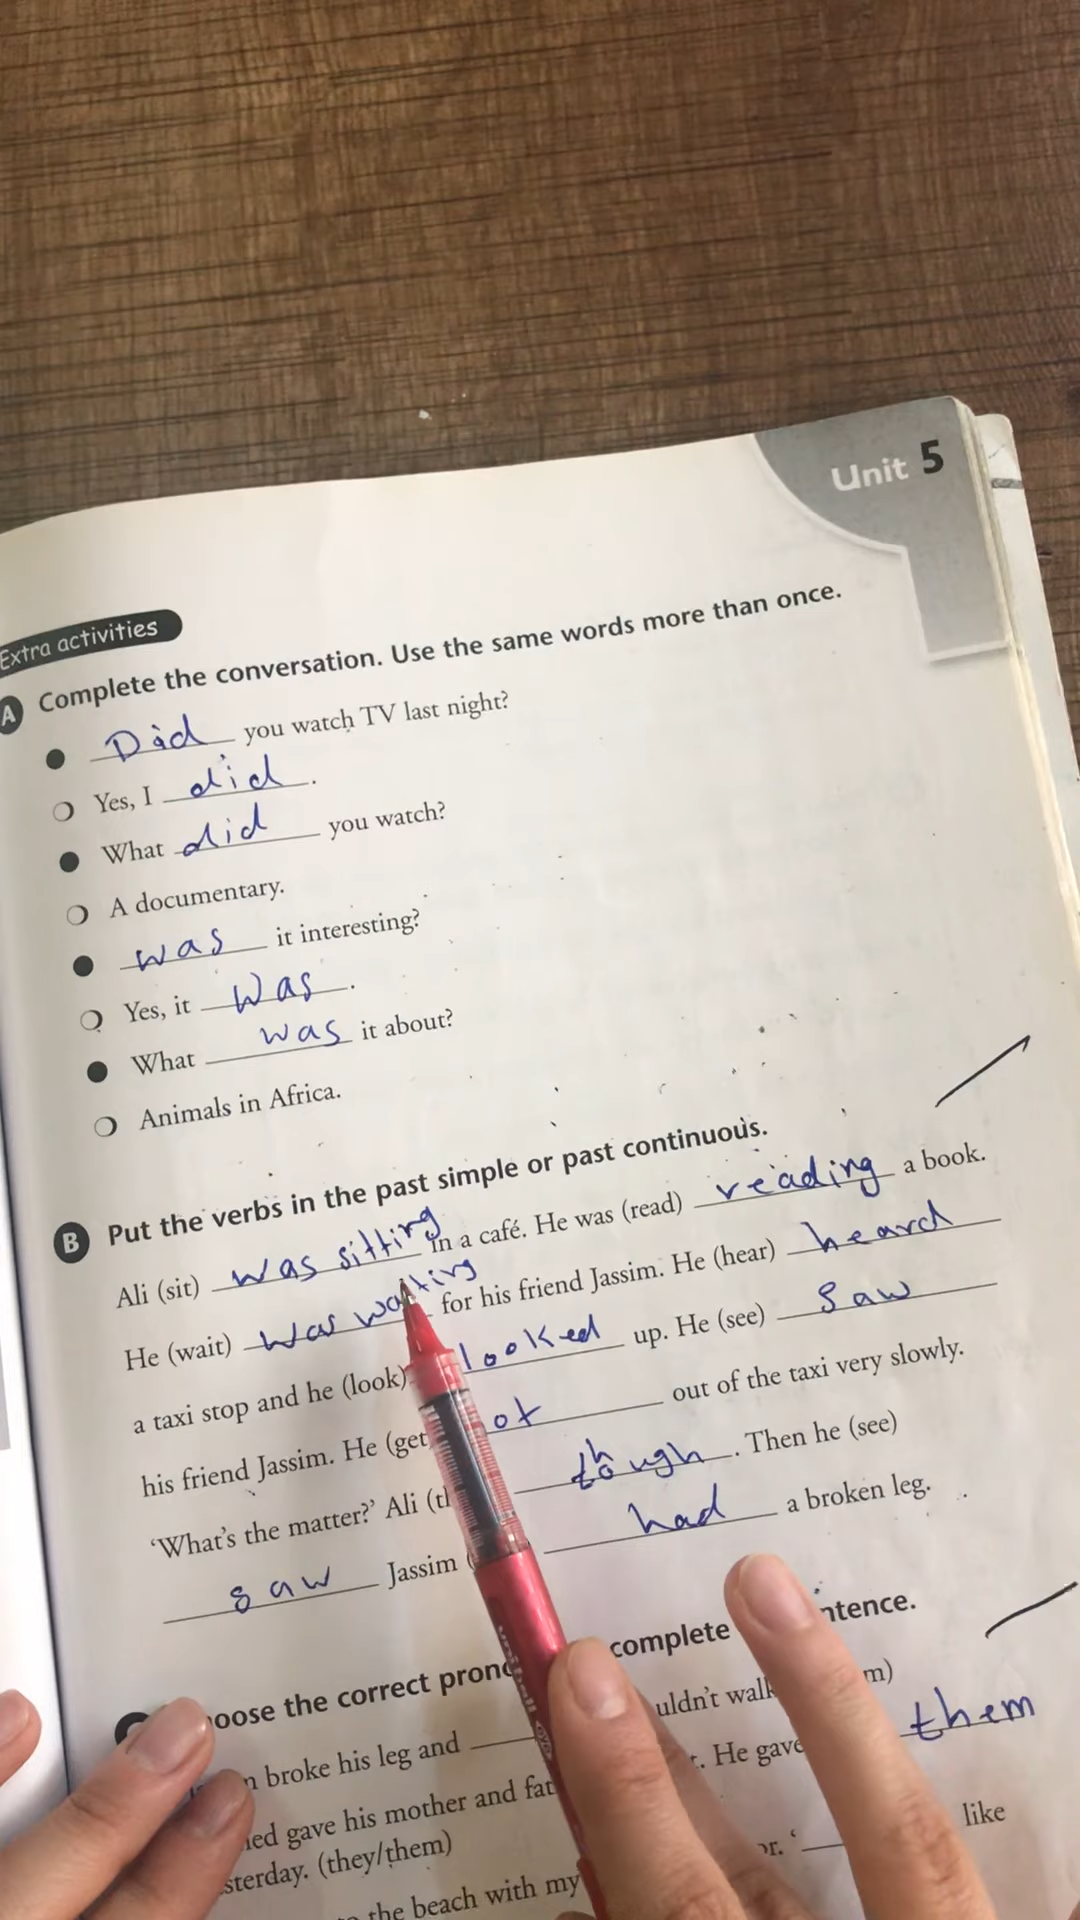 Unit 5
Extra activities
A Complete the conversation. Use the same words more than once.
Did you watch TV last night?
Yes, I did.
What did you watch?
A documentary.
was it interesting?
Yes, it was.
What was it about?
Animals in Africa.
B Put the verbs in the past simple or past continuous.
Ali (sit) was sitting in a café. He was (read) reading a book.
He (wait) was waiting for his friend Jassim. He (hear) heard
a taxi stop and he (look) looked up. He (see) saw
his friend Jassim. He (get out of the taxi very slowly.
'What's the matter?' Ali (th though. Then he (see)
saw Jassim had a broken leg.
oose the correct pron complete ntence.
n broke his leg and uldn't walk m)
ied gave his mother and fat t. He gave them
sterday. (they/them) or. ' like
the beach with my